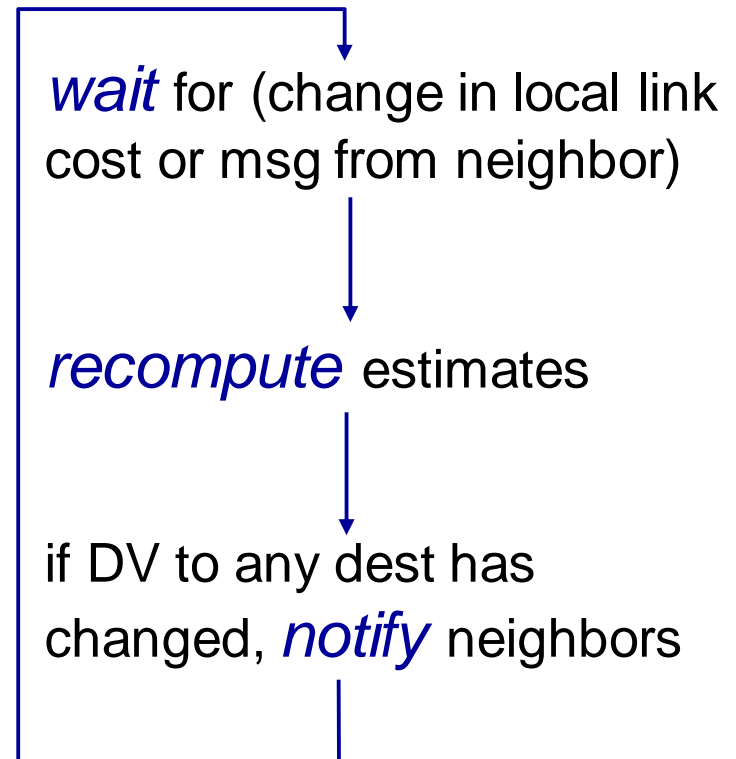 wait for (change in local link
cost or msg from neighbor)
recompute estimates
if DV to any dest has
changed, notify neighbors